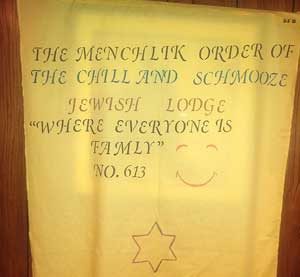 THE MENCHLIK ORDER OF
THE CHILL AND SCHMOOZE
JEWISH LODGE
"WHERE EVERYONE IS
FAMLY"
NO. 613